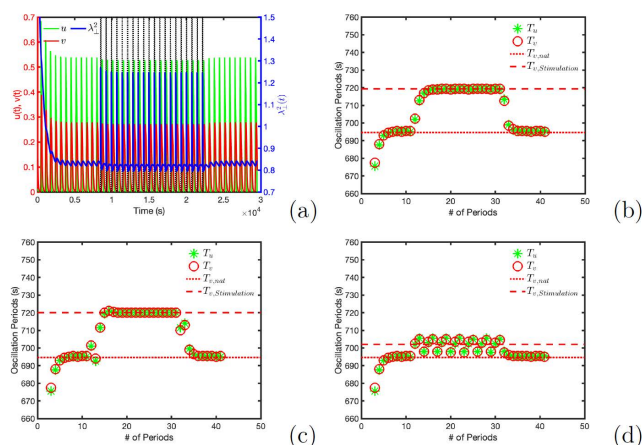 u
v
λ⊥²
u(t), v(t)
0.7
0.6
0.5
0.4
0.3
0.2
0.1
0
1.5
1.4
1.3
1.2
1.1
1
0.9
0.8
0.7
λ⊥²(t)
0 0.5 1 1.5 2 2.5 3
Time (s)
×10⁴
(a)
Oscillation Periods (s)
760
750
740
730
720
710
700
690
680
670
660
T_u
T_v
T_v,nat
T_v,Stimulation
0 10 20 30 40 50
# of Periods
(b)
Oscillation Periods (s)
760
750
740
730
720
710
700
690
680
670
660
T_u
T_v
T_v,nat
T_v,Stimulation
0 10 20 30 40 50
# of Periods
(c)
Oscillation Periods (s)
760
750
740
730
720
710
700
690
680
670
660
T_u
T_v
T_v,nat
T_v,Stimulation
0 10 20 30 40 50
# of Periods
(d)